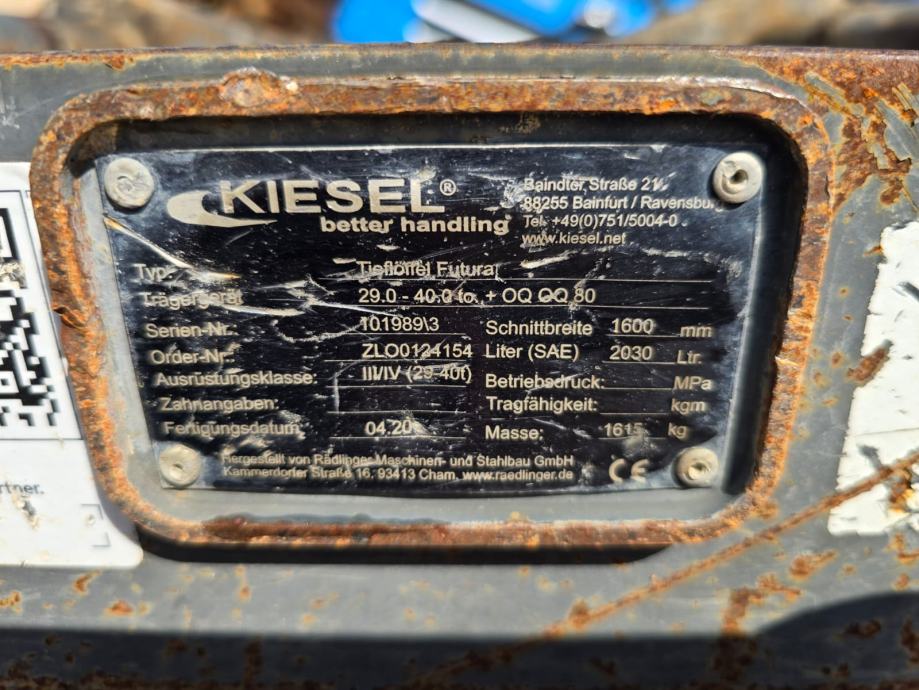 KIESEL®
better handling
Baindter Straße 21
88255 Bainfurt / Ravensbu
Tel. +49(0)751/5004-0
www.kiesel.net
Typ: Tieflöffel Futura
Trägergerät 29.0 - 40.0 to, + OQ OQ 80
Serien-Nr.: 101989\3 Schnittbreite 1600 mm
Order-Nr.: ZLO0124154 Liter (SAE) 2030 Ltr.
Ausrüstungsklasse: III/IV (29-40t) Betriebsdruck: MPa
Zahnangaben: Tragfähigkeit: kgm
Fertigungsdatum: 04.20 Masse: 1615 kg
Hergestellt von Rädlinger Maschinen- und Stahlbau GmbH
Kammerdorfer Straße 16, 93413 Cham, www.raedlinger.de
CE
rtner.